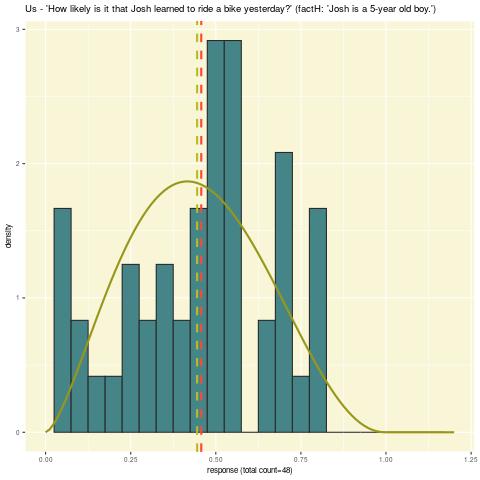 Us - 'How likely is it that Josh learned to ride a bike yesterday?' (factH: 'Josh is a 5-year old boy.')
3
2
density
1
0
0.00 0.25 0.50 0.75 1.00 1.25
response (total count=48)